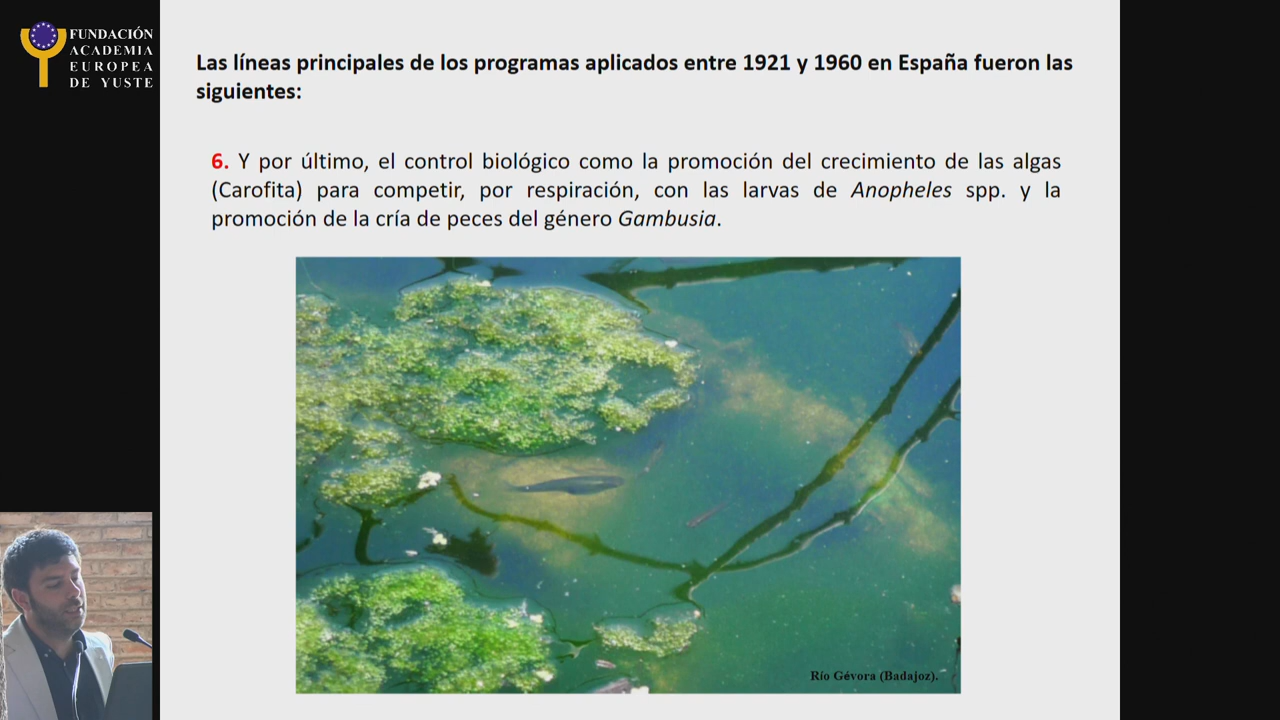 FUNDACIÓN
ACADEMIA
EUROPEA
DE YUSTE
Las líneas principales de los programas aplicados entre 1921 y 1960 en España fueron las
siguientes:
6. Y por último, el control biológico como la promoción del crecimiento de las algas
(Carofita) para competir, por respiración, con las larvas de Anopheles spp. y la
promoción de la cría de peces del género Gambusia.
Río Gévora (Badajoz).